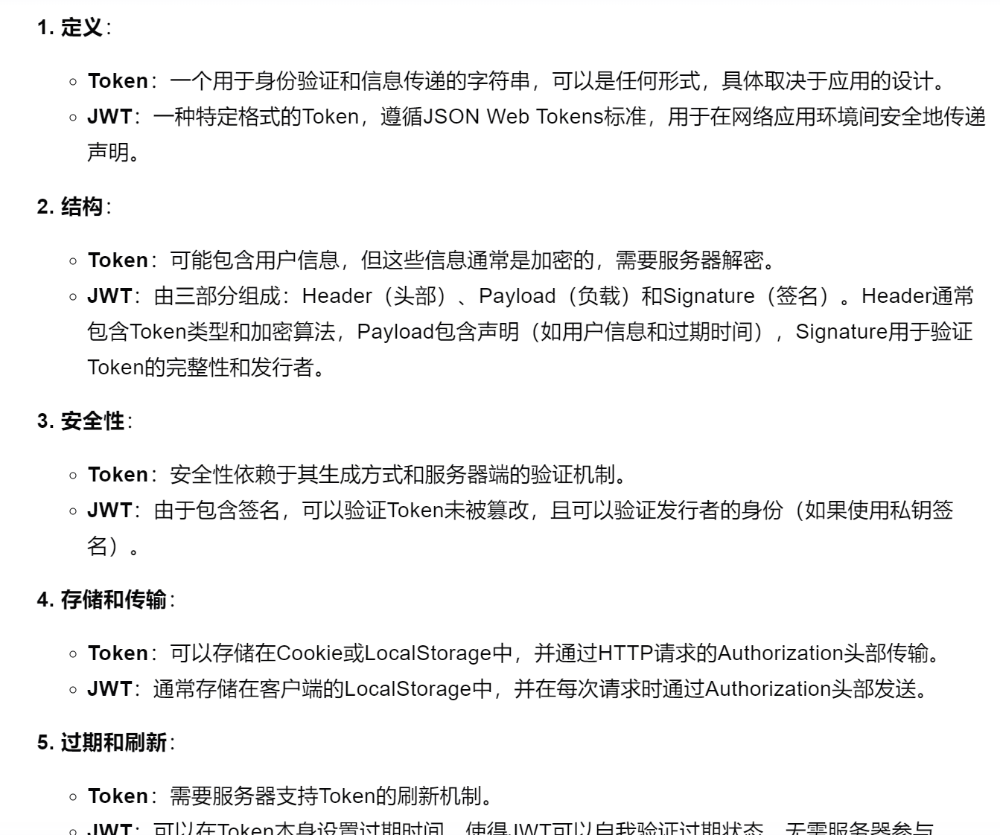 1. 定义：
Token：一个用于身份验证和信息传递的字符串，可以是任何形式，具体取决于应用的设计。
JWT：一种特定格式的Token，遵循JSON Web Tokens标准，用于在网络应用环境间安全地传递
声明。
2. 结构：
Token：可能包含用户信息，但这些信息通常是加密的，需要服务器解密。
JWT：由三部分组成：Header（头部）、Payload（负载）和Signature（签名）。Header通常
包含Token类型和加密算法，Payload包含声明（如用户信息和过期时间），Signature用于验证
Token的完整性和发行者。
3. 安全性：
Token：安全性依赖于其生成方式和服务器端的验证机制。
JWT：由于包含签名，可以验证Token未被篡改，且可以验证发行者的身份（如果使用私钥签
名）。
4. 存储和传输：
Token：可以存储在Cookie或LocalStorage中，并通过HTTP请求的Authorization头部传输。
JWT：通常存储在客户端的LocalStorage中，并在每次请求时通过Authorization头部发送。
5. 过期和刷新：
Token：需要服务器支持Token的刷新机制。
JWT：可以在Token本身设置过期时间，使得JWT可以自我验证过期状态，无需服务器参与